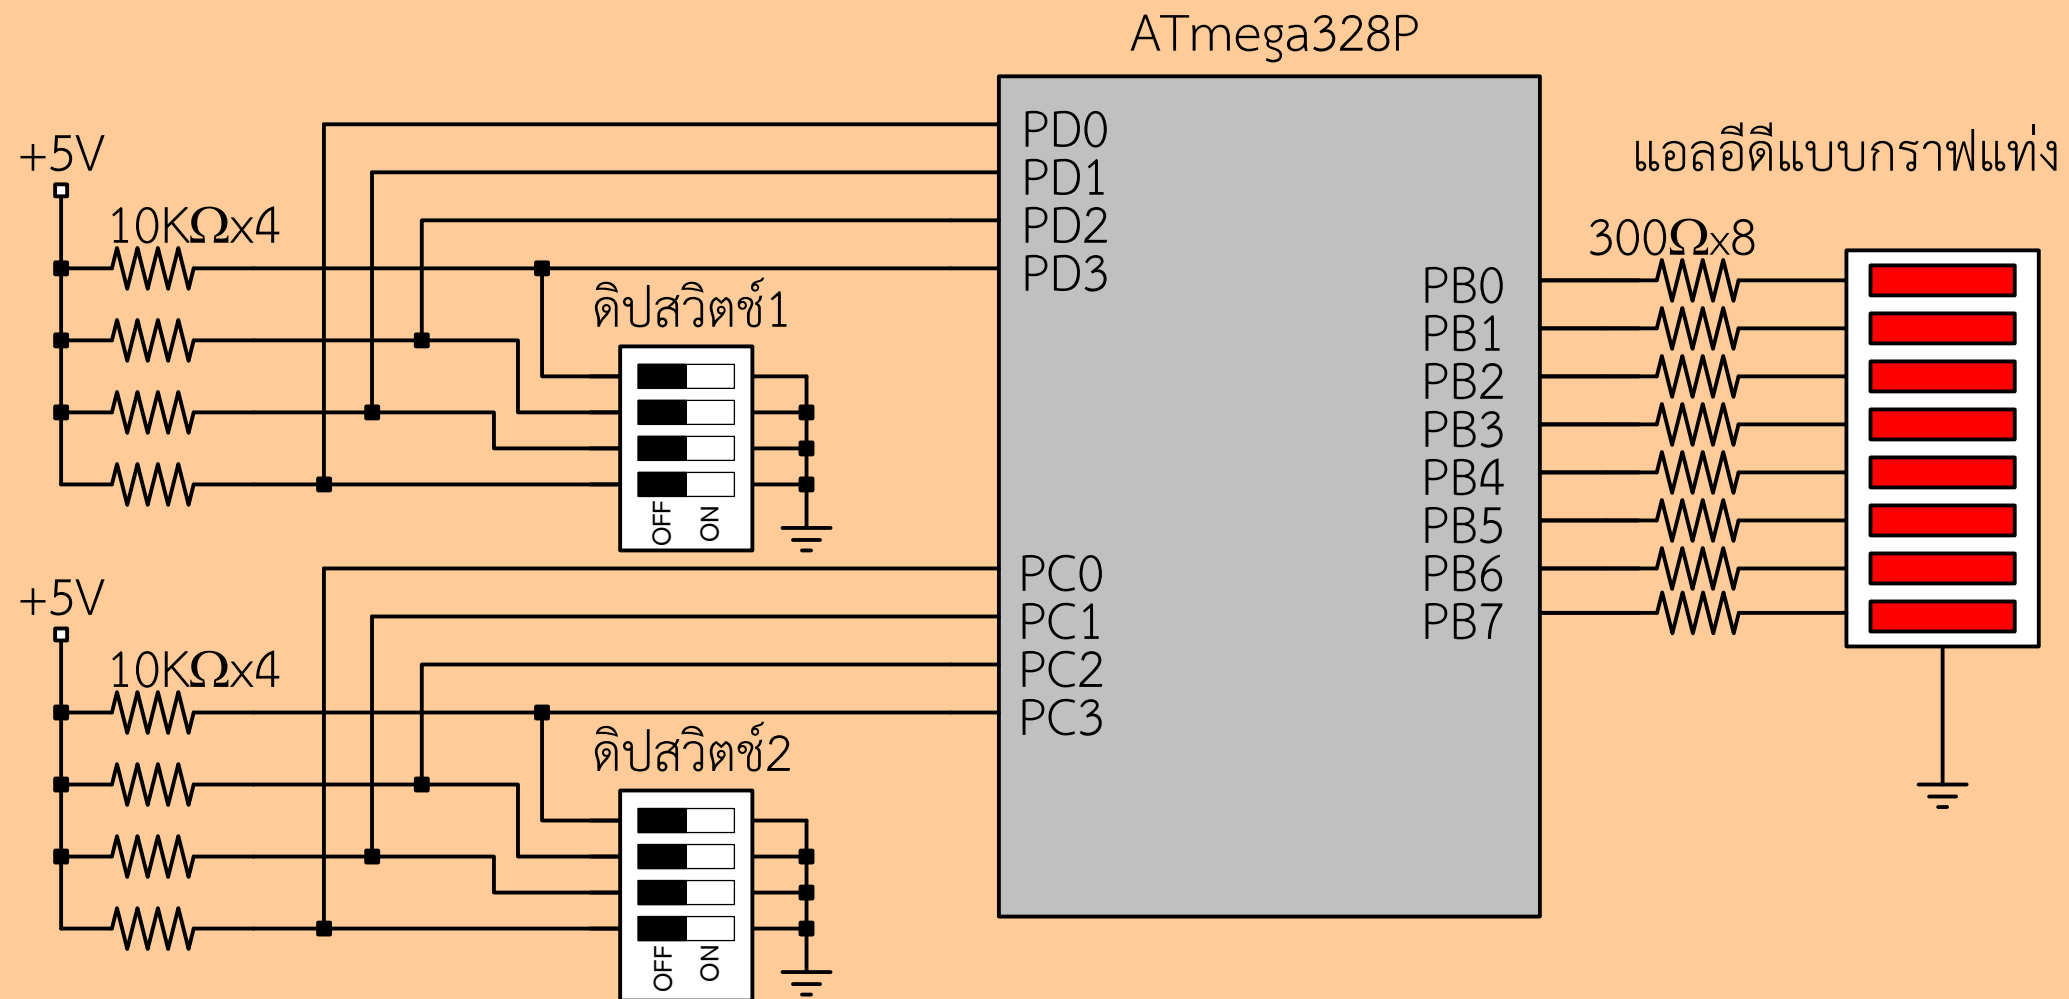 ATmega328P
+5V
10KΩx4
PD0
PD1
PD2
PD3
ดิปสวิตช์1
OFF
ON
แอลอีดีแบบกราฟแท่ง
300Ωx8
PB0
PB1
PB2
PB3
PB4
PB5
PB6
PB7
+5V
10KΩx4
PC0
PC1
PC2
PC3
ดิปสวิตช์2
OFF
ON